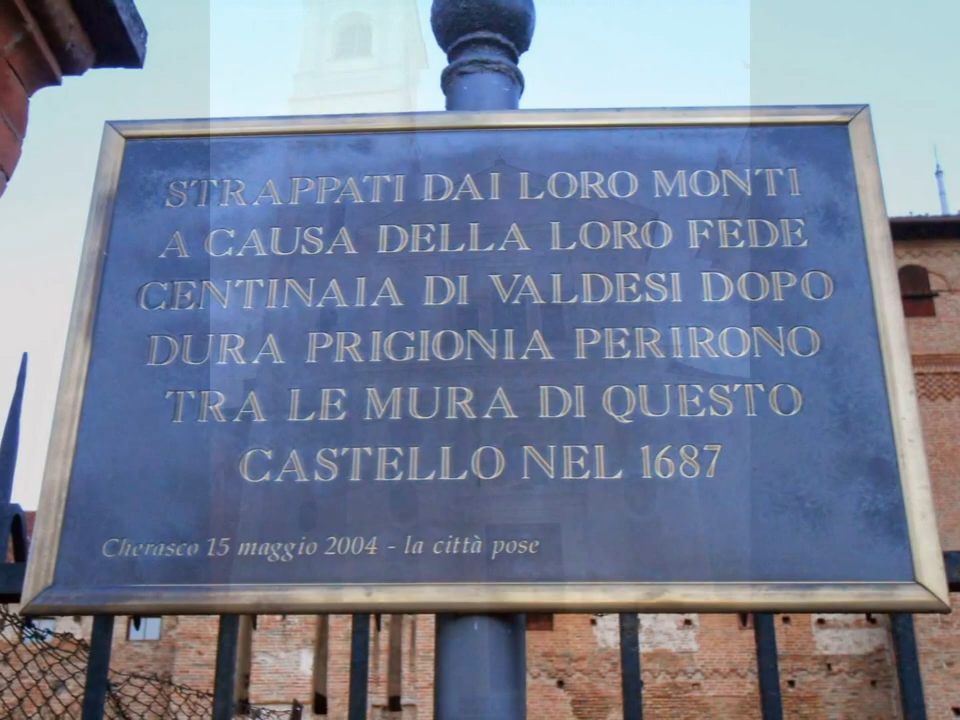 STRAPPATI DAI LORO MONTI
A CAUSA DELLA LORO FEDE
CENTINAIA DI VALDESI DOPO
DURA PRIGIONIA PERIRONO
TRA LE MURA DI QUESTO
CASTELLO NEL 1687
Cherasco 15 maggio 2004 - la città pose